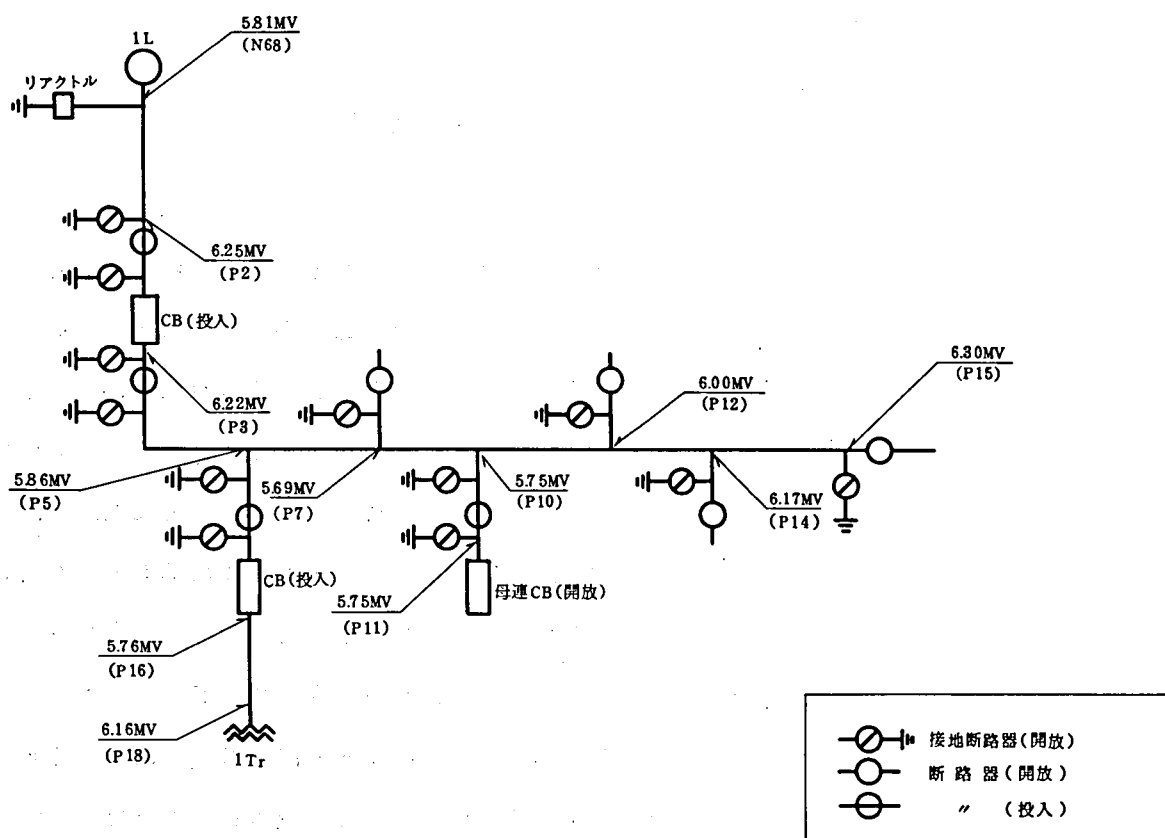 5.81MV
(N68)
1L
リアクトル
6.25MV
(P2)
CB(投入)
6.22MV
(P3)
6.00MV
(P12)
6.30MV
(P15)
5.86MV
(P5)
5.69MV
(P7)
5.75MV
(P10)
6.17MV
(P14)
CB(投入)
母連CB(開放)
5.75MV
(P11)
5.76MV
(P16)
6.16MV
(P18)
1Tr
接地断路器(開放)
断路器(開放)
〃 (投入)